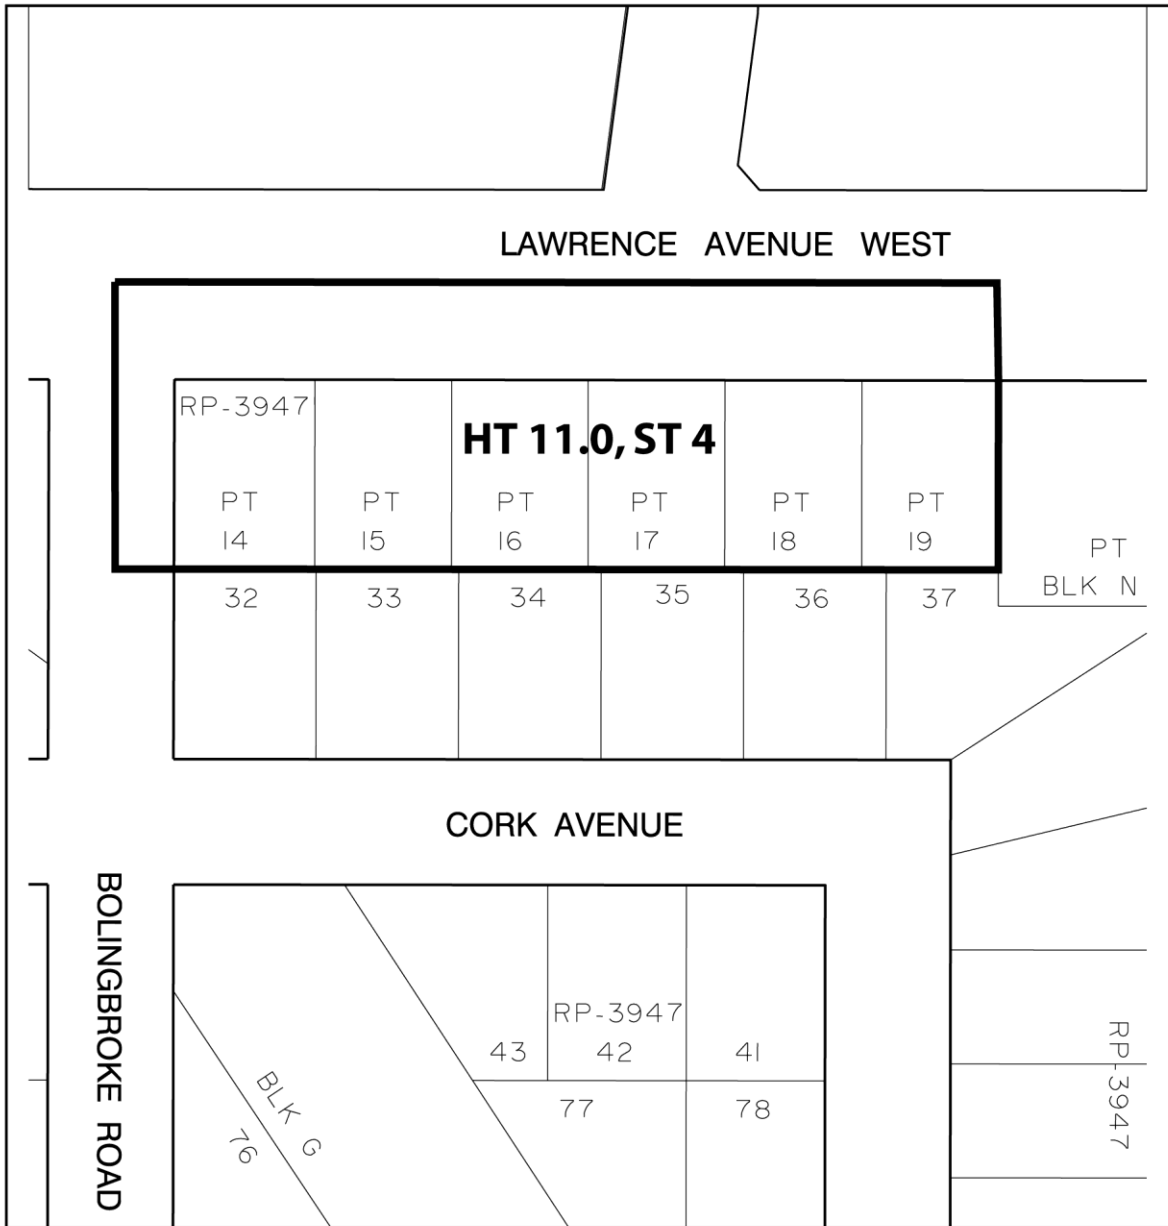 LAWRENCE AVENUE WEST
RP-3947
HT 11.0, ST 4
PT 14
PT 15
PT 16
PT 17
PT 18
PT 19
PT
BLK N
32
33
34
35
36
37
CORK AVENUE
BOLINGBROKE ROAD
RP-3947
43
42
41
77
78
BLK G
76
RP-3947